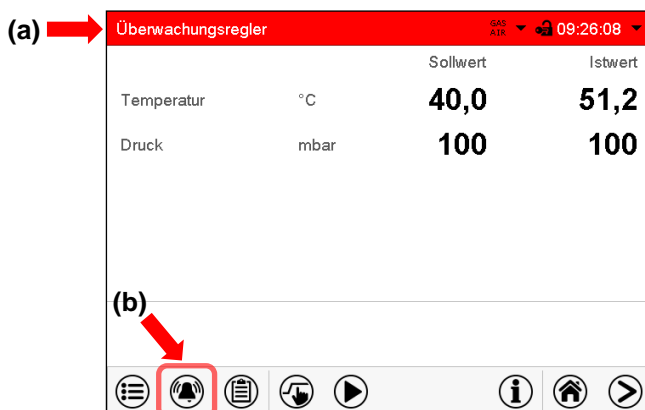 (a)
Überwachungsregler GAS AIR 09:26:08
Sollwert Istwert
Temperatur °C 40,0 51,2
Druck mbar 100 100
(b)